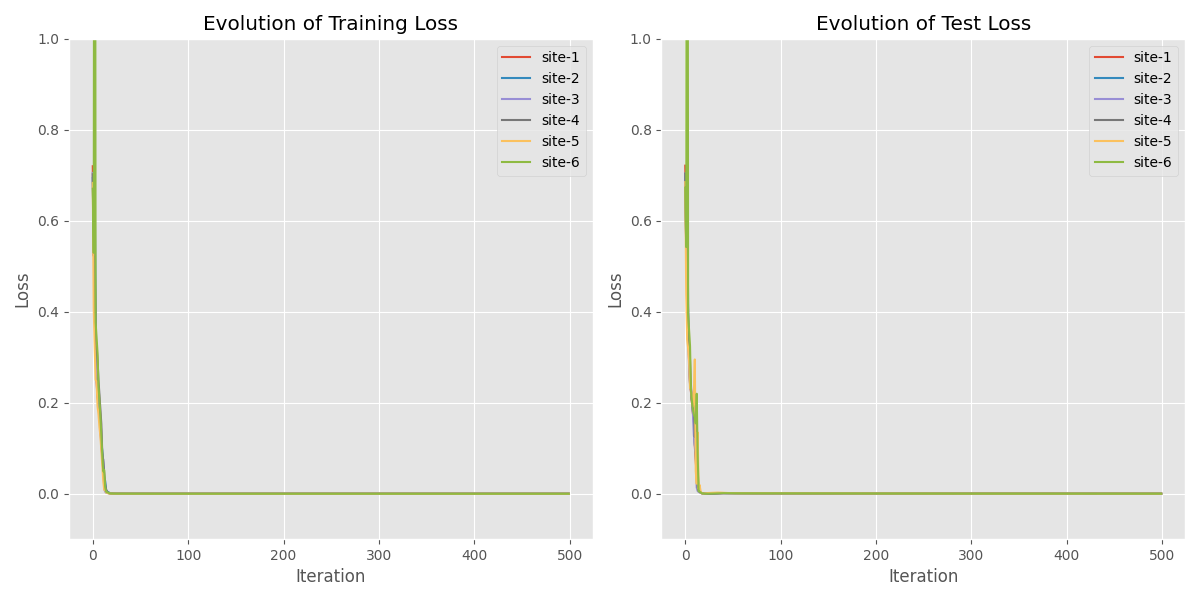 Evolution of Training Loss
1.0
0.8
0.6
0.4
0.2
0.0
Loss
0 100 200 300 400 500
Iteration
site-1
site-2
site-3
site-4
site-5
site-6
Evolution of Test Loss
1.0
0.8
0.6
0.4
0.2
0.0
Loss
0 100 200 300 400 500
Iteration
site-1
site-2
site-3
site-4
site-5
site-6